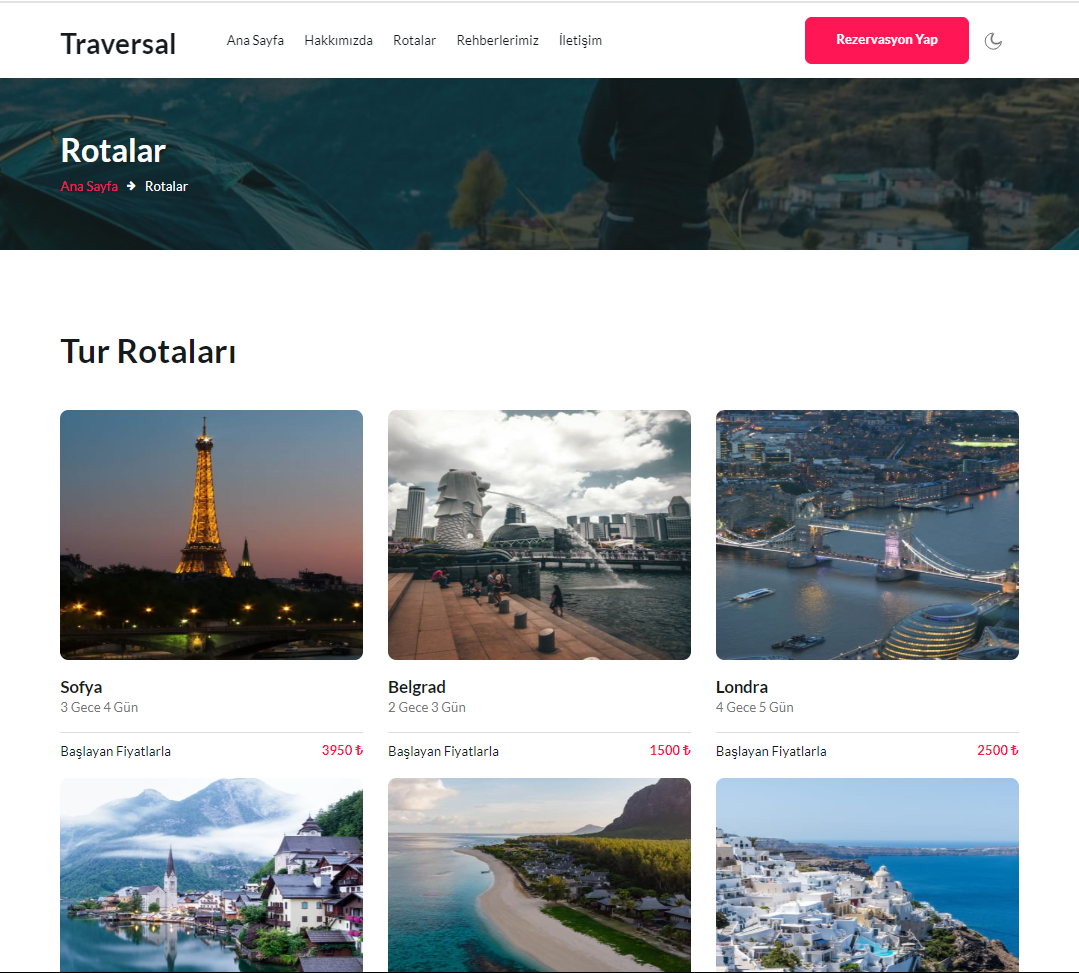 Traversal
Ana Sayfa Hakkımızda Rotalar Rehberlerimiz İletişim
Rezervasyon Yap
Rotalar
Ana Sayfa → Rotalar
Tur Rotaları
Sofya
3 Gece 4 Gün
Başlayan Fiyatlarla 3950 ₺
Belgrad
2 Gece 3 Gün
Başlayan Fiyatlarla 1500 ₺
Londra
4 Gece 5 Gün
Başlayan Fiyatlarla 2500 ₺